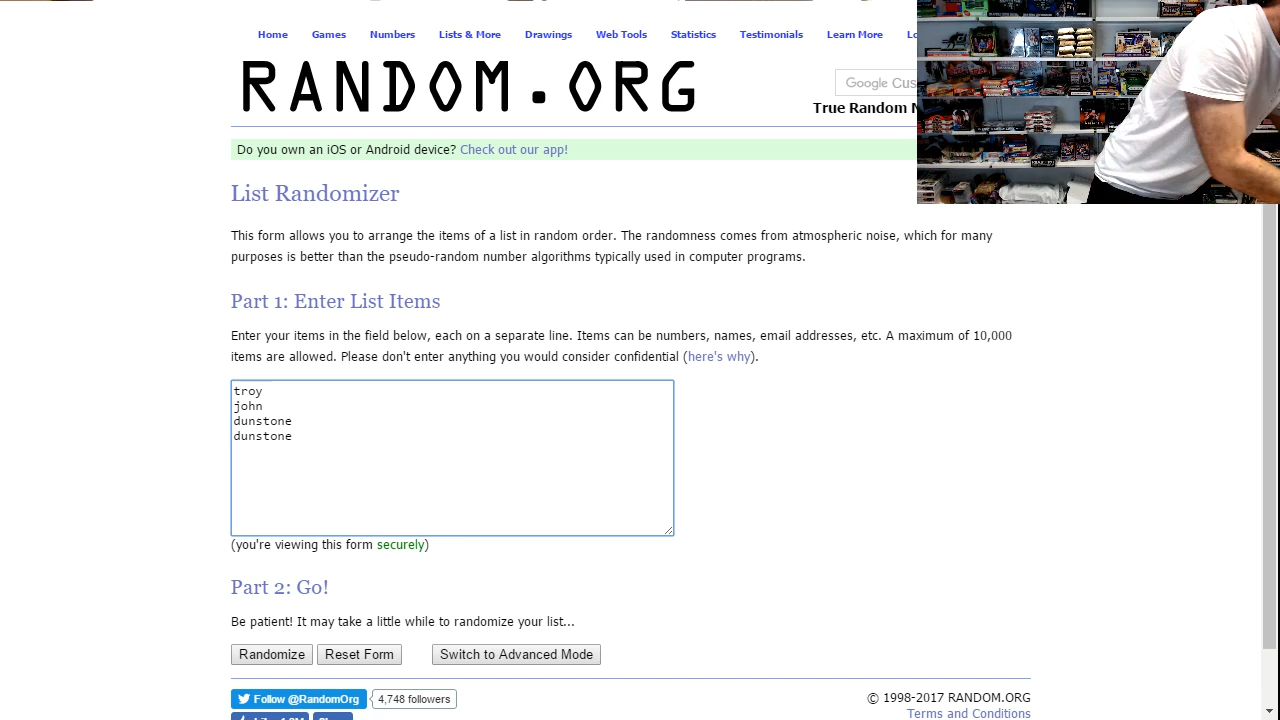 Home Games Numbers Lists & More Drawings Web Tools Statistics Testimonials Learn More
RANDOM.ORG
Google Cus
True Random
Do you own an iOS or Android device? Check out our app!
List Randomizer
This form allows you to arrange the items of a list in random order. The randomness comes from atmospheric noise, which for many
purposes is better than the pseudo-random number algorithms typically used in computer programs.
Part 1: Enter List Items
Enter your items in the field below, each on a separate line. Items can be numbers, names, email addresses, etc. A maximum of 10,000
items are allowed. Please don't enter anything you would consider confidential (here's why).
troy
john
dunstone
dunstone
(you're viewing this form securely)
Part 2: Go!
Be patient! It may take a little while to randomize your list...
Randomize Reset Form Switch to Advanced Mode
Follow @RandomOrg 4,748 followers
© 1998-2017 RANDOM.ORG
Terms and Conditions